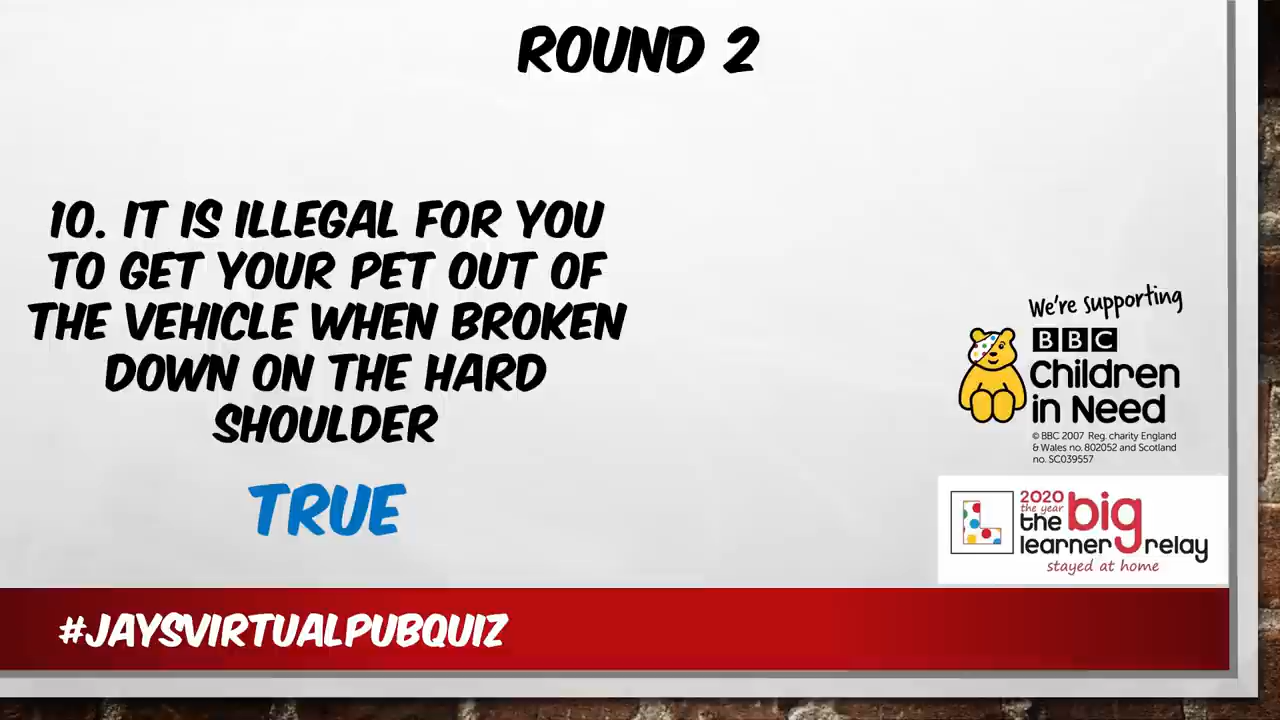 ROUND 2
10. IT IS ILLEGAL FOR YOU
TO GET YOUR PET OUT OF
THE VEHICLE WHEN BROKEN
DOWN ON THE HARD
SHOULDER
TRUE
We're supporting
BBC
Children
in Need
© BBC 2007 Reg. charity England
& Wales no. 802052 and Scotland
no. SC039557
2020
the year
the big
learner relay
stayed at home
#JAYSVIRTUALPUBQUIZ